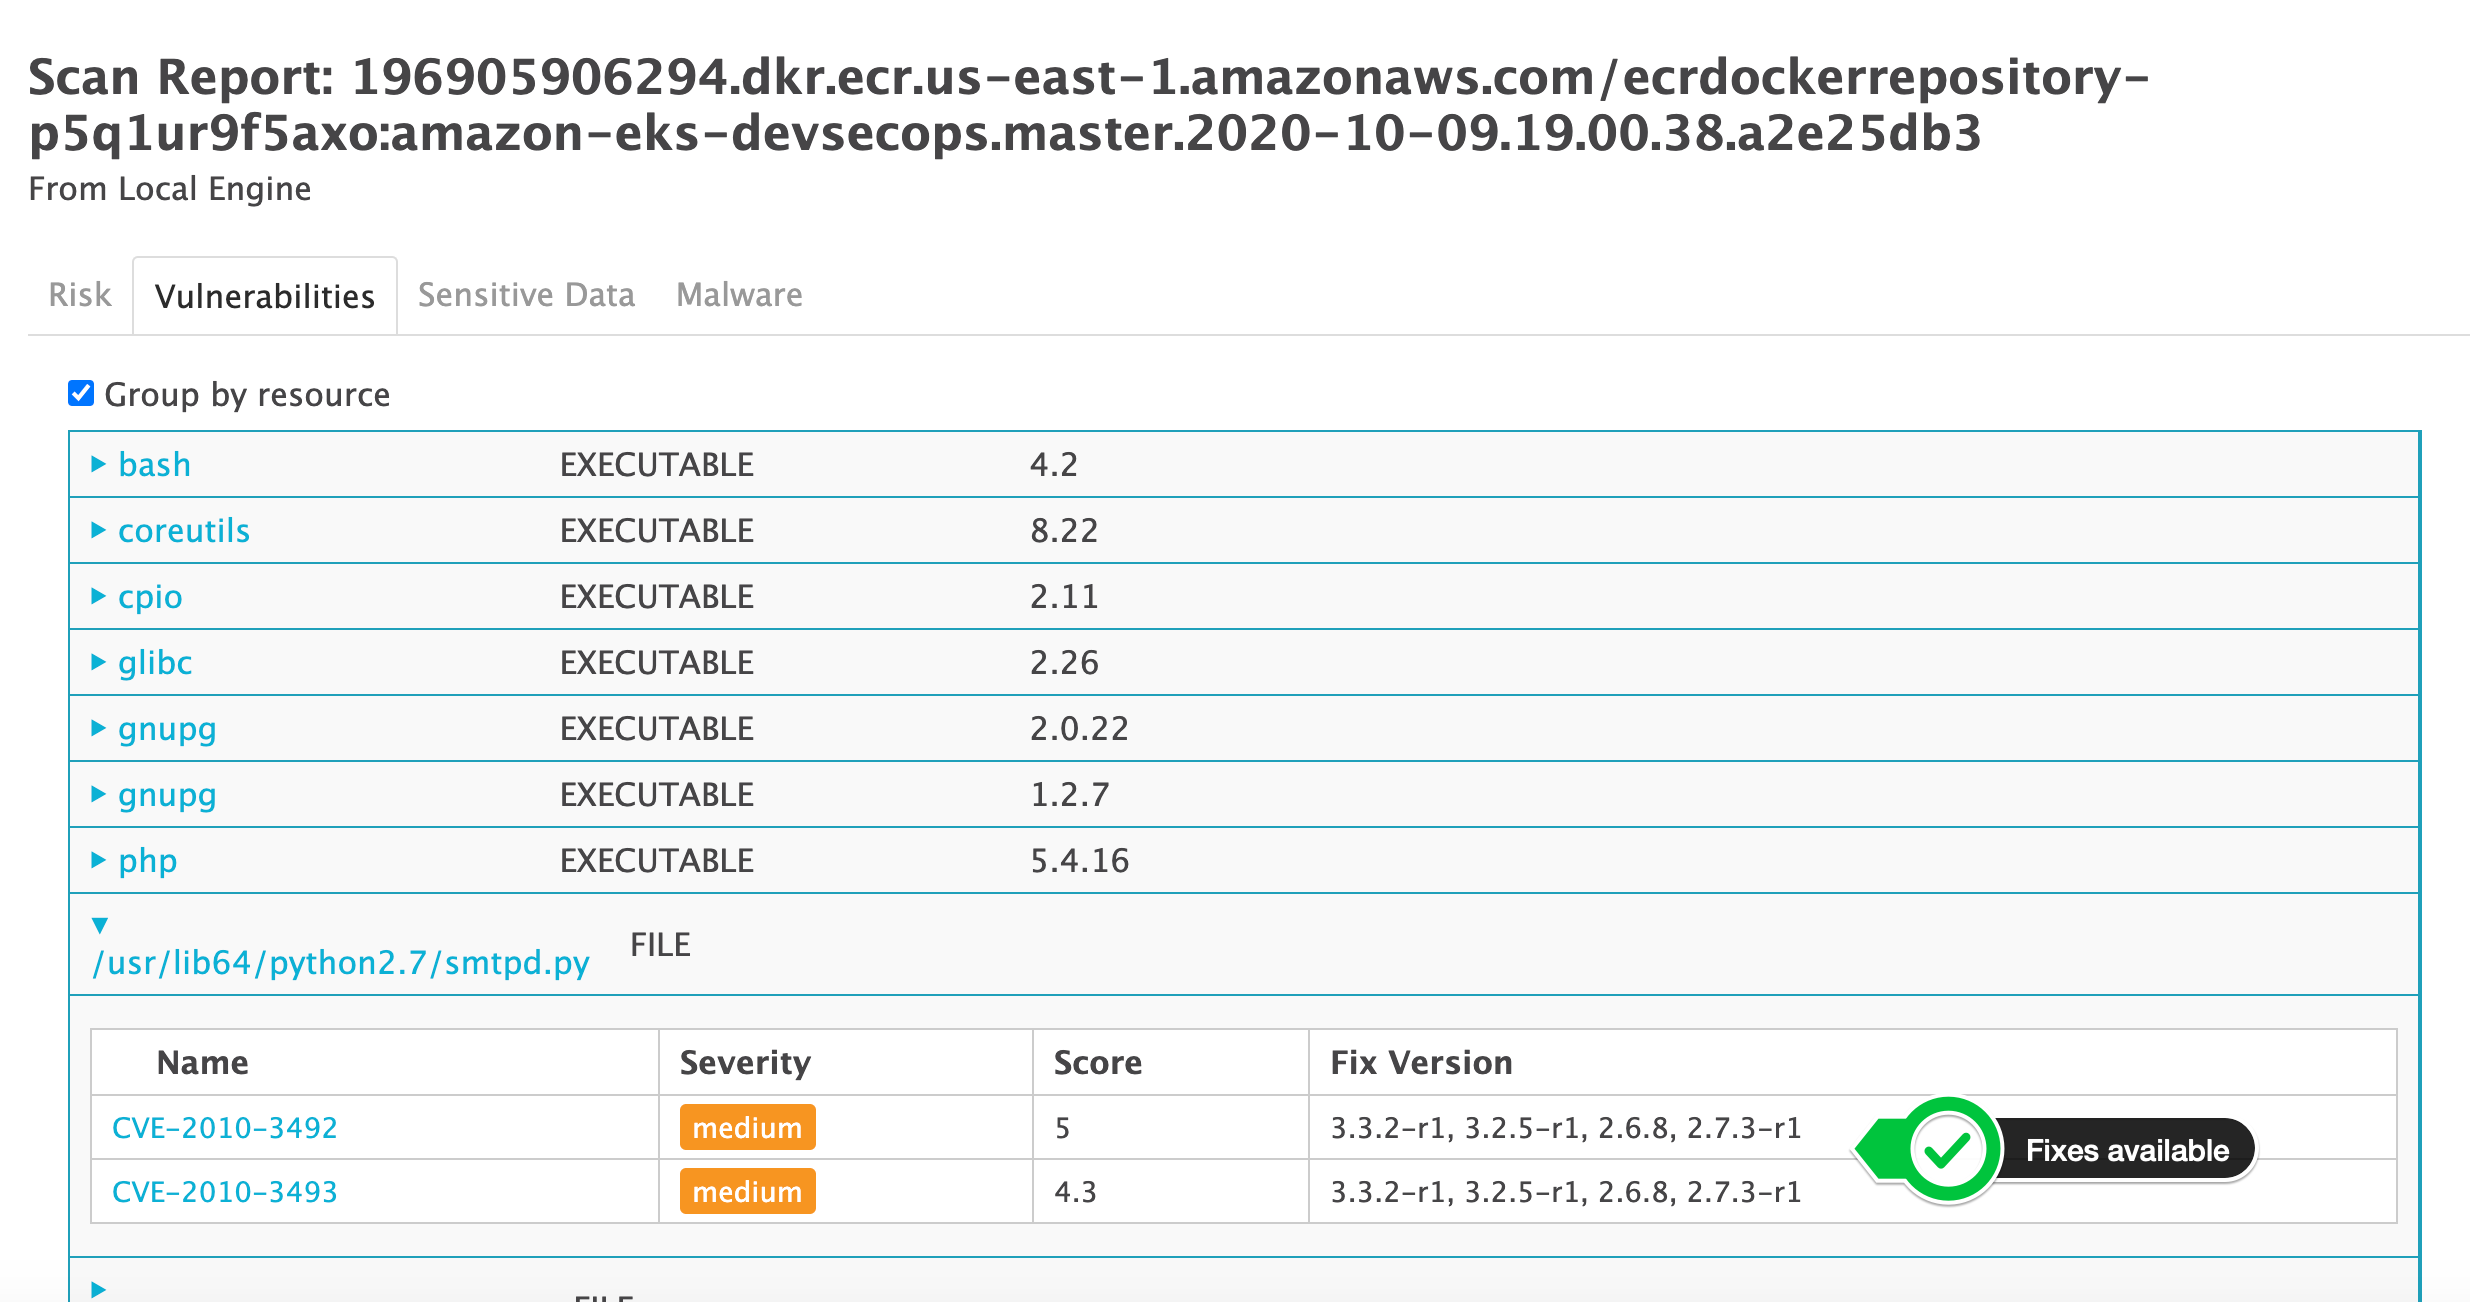 Scan Report: 196905906294.dkr.ecr.us-east-1.amazonaws.com/ecrdockerrepository-
p5q1ur9f5axo:amazon-eks-devsecops.master.2020-10-09.19.00.38.a2e25db3
From Local Engine
Risk Vulnerabilities Sensitive Data Malware
Group by resource
bash EXECUTABLE 4.2
coreutils EXECUTABLE 8.22
cpio EXECUTABLE 2.11
glibc EXECUTABLE 2.26
gnupg EXECUTABLE 2.0.22
gnupg EXECUTABLE 1.2.7
php EXECUTABLE 5.4.16
/usr/lib64/python2.7/smtpd.py FILE
Name Severity Score Fix Version
CVE-2010-3492 medium 5 3.3.2-r1, 3.2.5-r1, 2.6.8, 2.7.3-r1
Fixes available
CVE-2010-3493 medium 4.3 3.3.2-r1, 3.2.5-r1, 2.6.8, 2.7.3-r1